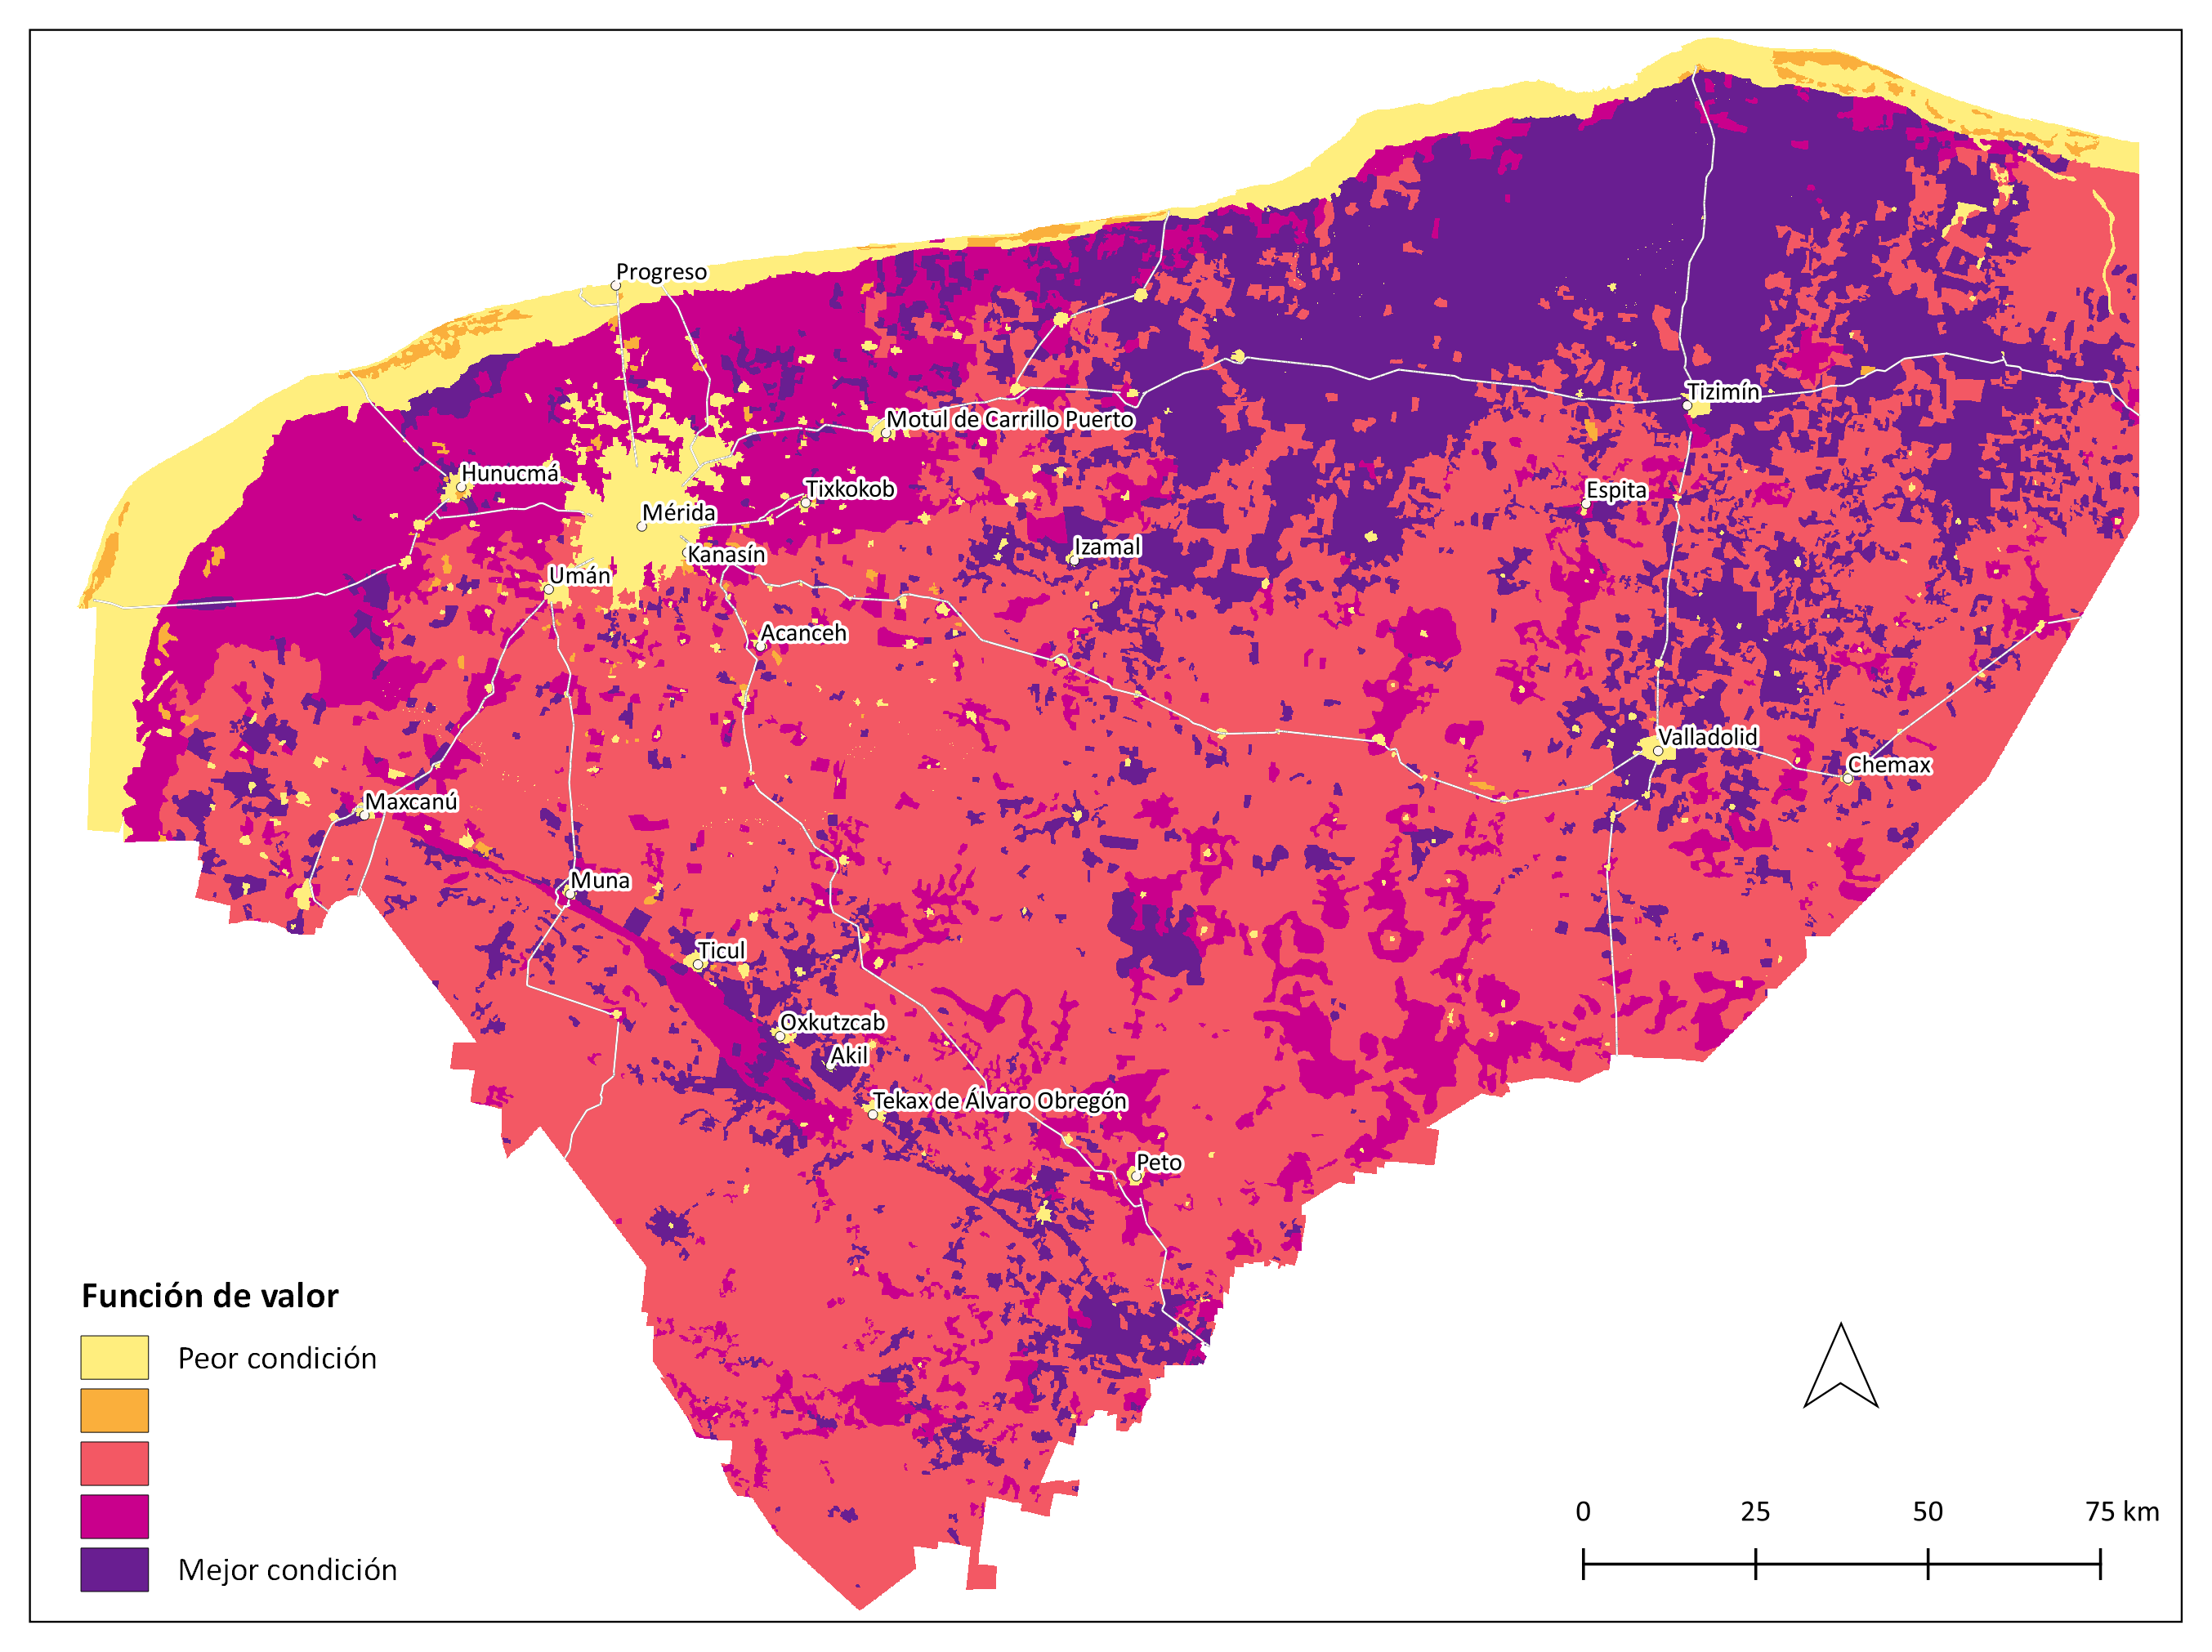 Progreso
Tizimín
Motul de Carrillo Puerto
Hunucmá
Tixkokob
Espita
Mérida
Izamal
Kanasín
Umán
Acanceh
Valladolid
Chemax
Maxcanú
Muna
Ticul
Oxkutzcab
Akil
Tekax de Álvaro Obregón
Peto
Función de valor
Peor condición
Mejor condición
0 25 50 75 km